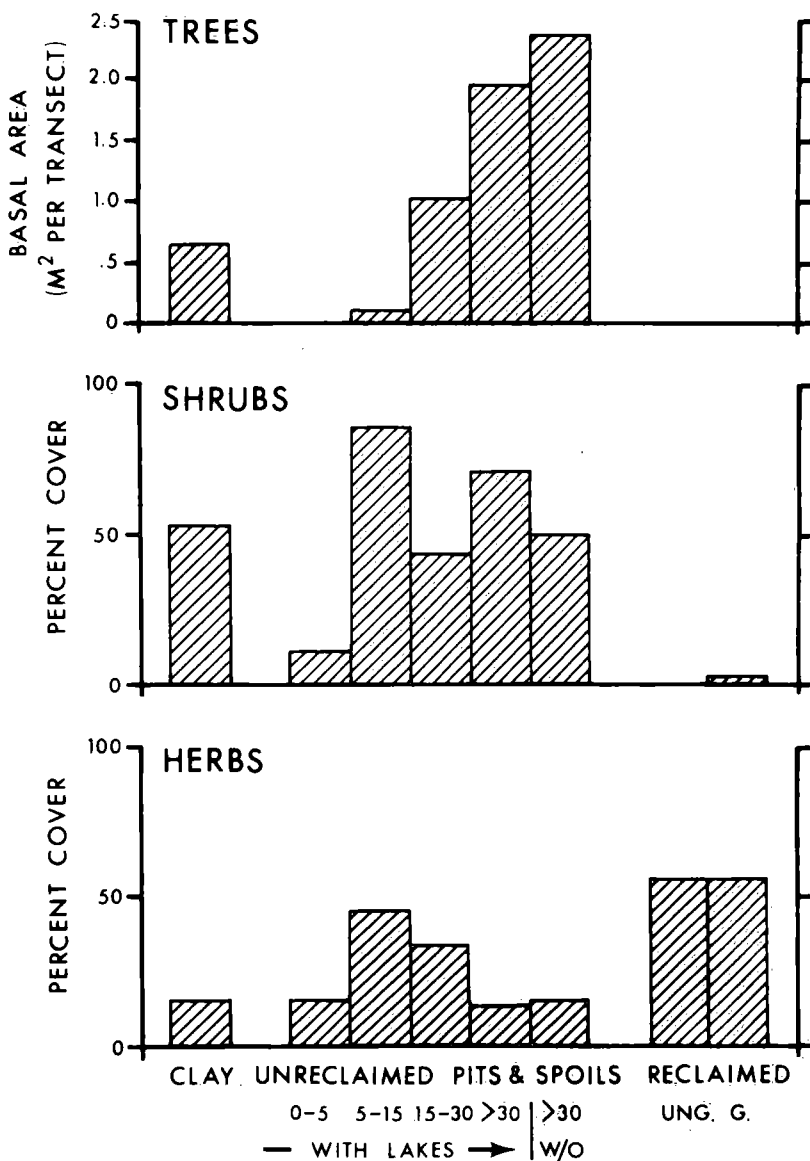 TREES
BASAL AREA
(M² PER TRANSECT)
2.5
2.0
1.5
1.0
.5
0
SHRUBS
PERCENT COVER
100
50
0
HERBS
PERCENT COVER
100
50
0
CLAY UNRECLAIMED PITS & SPOILS RECLAIMED
0-5 5-15 15-30 >30 >30 UNG. G.
WITH LAKES W/O